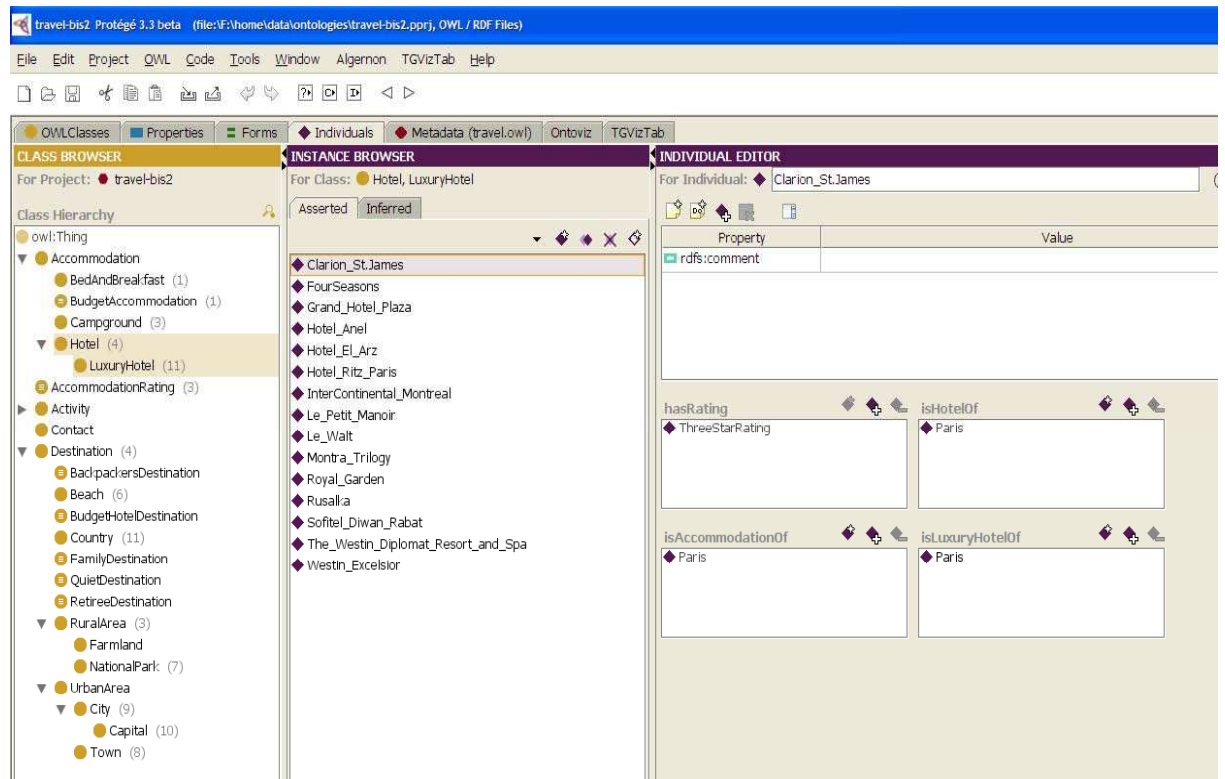 travel-bis2 Protégé 3.3 beta (file:\F:\home\data\ontologies\travel-bis2.pprj, OWL / RDF Files)
File Edit Project OWL Code Tools Window Algernon TGVizTab Help
OWLClasses Properties Forms Individuals Metadata (travel.owl) Ontoviz TGVizTab
CLASS BROWSER
For Project: travel-bis2
Class Hierarchy
owl:Thing
Accommodation
BedAndBreakfast (1)
BudgetAccommodation (1)
Campground (3)
Hotel (4)
LuxuryHotel (11)
AccommodationRating (3)
Activity
Contact
Destination (4)
BackpackersDestination
Beach (6)
BudgetHotelDestination
Country (11)
FamilyDestination
QuietDestination
RetireeDestination
RuralArea (3)
Farmland
NationalPark (7)
UrbanArea
City (9)
Capital (10)
Town (8)
INSTANCE BROWSER
For Class: Hotel, LuxuryHotel
Asserted Inferred
Clarion_St.James
FourSeasons
Grand_Hotel_Plaza
Hotel_Anel
Hotel_El_Arz
Hotel_Ritz_Paris
InterContinental_Montreal
Le_Petit_Manoir
Le_Walt
Montra_Trilogy
Royal_Garden
Rusalka
Sofitel_Diwan_Rabat
The_Westin_Diplomat_Resort_and_Spa
Westin_Excelsior
INDIVIDUAL EDITOR
For Individual: Clarion_St.James
Property Value
rdfs:comment
hasRating
ThreeStarRating
isHotelOf
Paris
isAccommodationOf
Paris
isLuxuryHotelOf
Paris